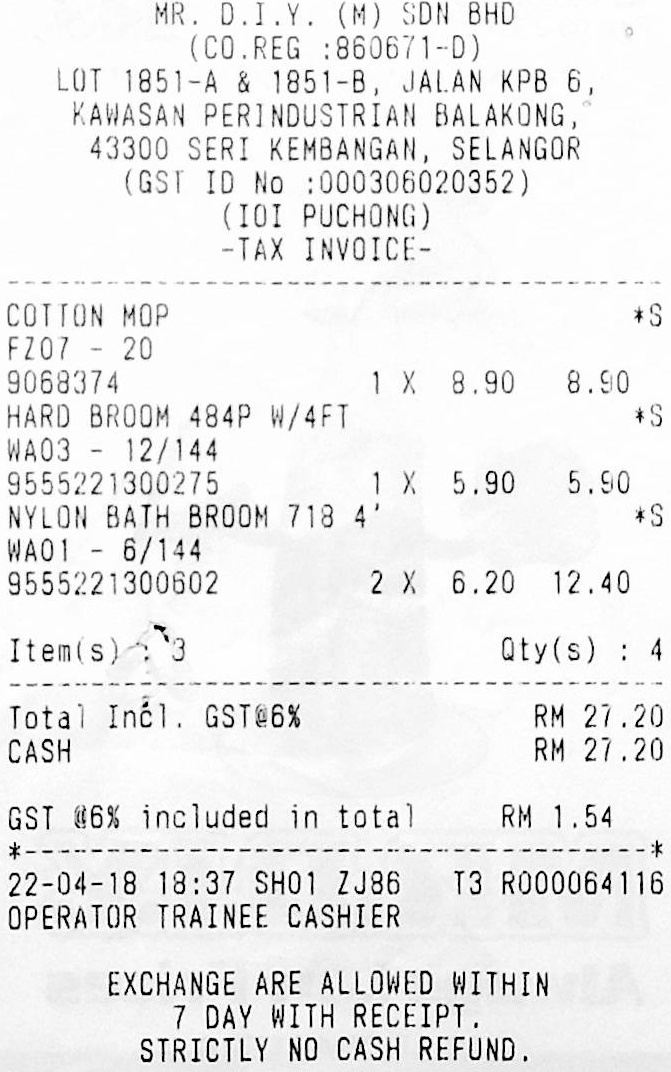 MR. D.I.Y. (M) SDN BHD
(CO.REG :860671-D)
LOT 1851-A & 1851-B, JALAN KPB 6,
KAWASAN PERINDUSTRIAN BALAKONG,
43300 SERI KEMBANGAN, SELANGOR
(GST ID No :000306020352)
(IOI PUCHONG)
-TAX INVOICE-
COTTON MOP *S
FZ07 - 20
9068374 1 X 8.90 8.90
HARD BROOM 484P W/4FT *S
WA03 - 12/144
9555221300275 1 X 5.90 5.90
NYLON BATH BROOM 718 4' *S
WA01 - 6/144
9555221300602 2 X 6.20 12.40
Item(s) : 3 Qty(s) : 4
Total Incl. GST@6% RM 27.20
CASH RM 27.20
GST @6% included in total RM 1.54
22-04-18 18:37 SH01 ZJ86 T3 R000064116
OPERATOR TRAINEE CASHIER
EXCHANGE ARE ALLOWED WITHIN
7 DAY WITH RECEIPT.
STRICTLY NO CASH REFUND.